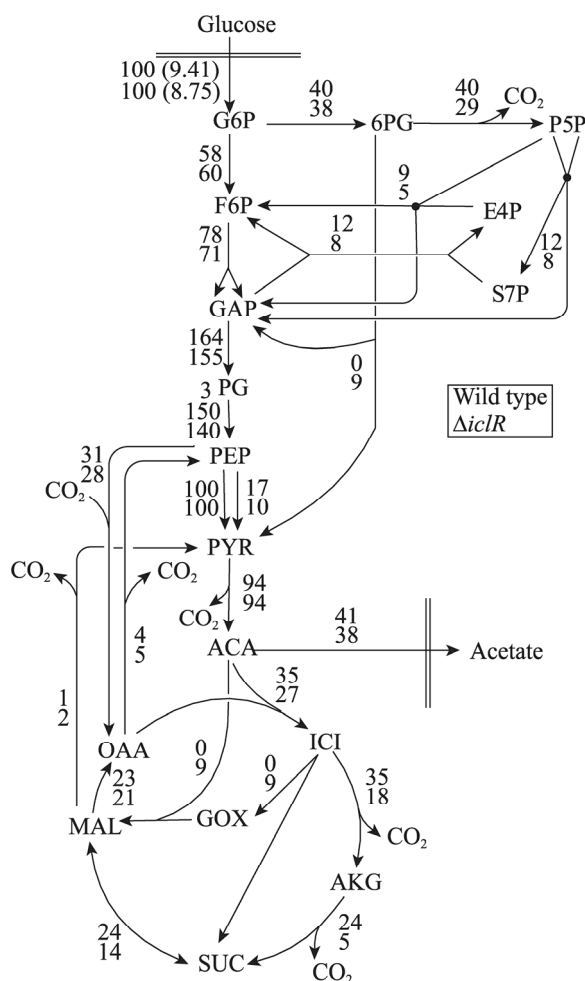 Glucose
100 (9.41)
100 (8.75)
G6P
40
38
6PG
40
29
CO₂
P5P
58
60
F6P
9
5
E4P
12
8
12
8
S7P
78
71
GAP
164
155
0
9
3 PG
150
140
Wild type
ΔiclR
31
28
PEP
CO₂
100
100
17
10
PYR
CO₂
CO₂
94
94
CO₂
41
38
ACA
Acetate
4
5
35
27
1
2
OAA
ICI
0
9
0
9
23
21
35
18
MAL
GOX
CO₂
AKG
24
14
24
5
SUC
CO₂